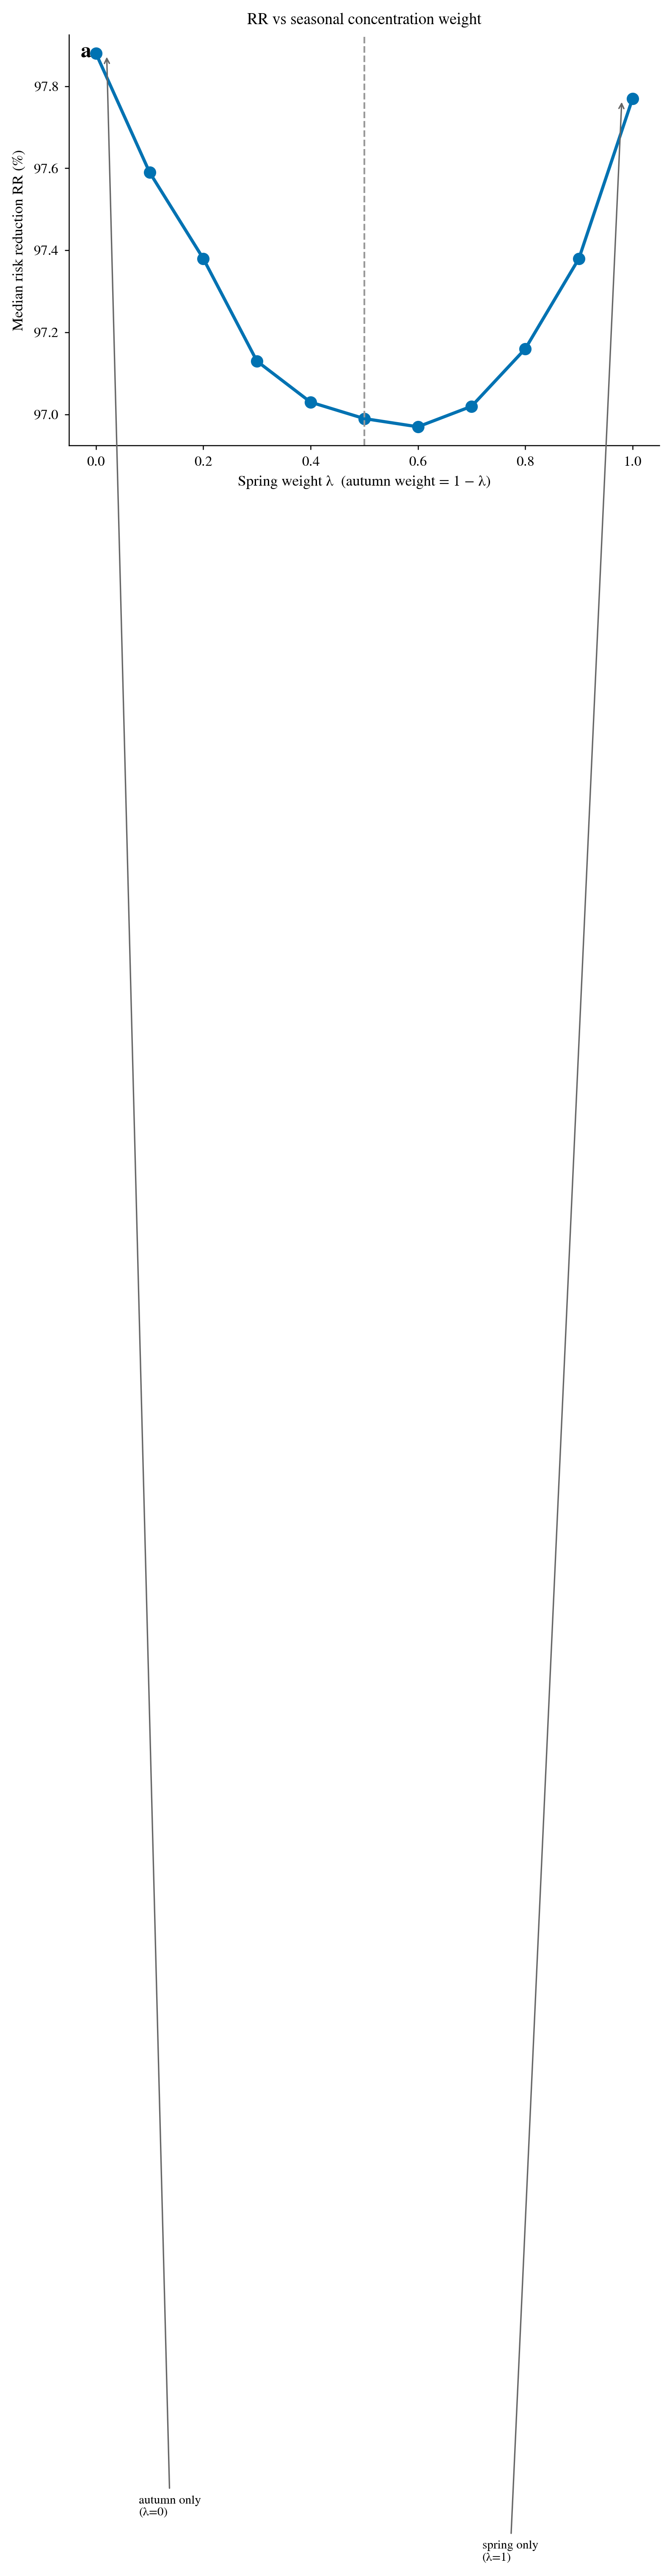 RR vs seasonal concentration weight
a
Median risk reduction RR (%)
97.8
97.6
97.4
97.2
97.0
0.0 0.2 0.4 0.6 0.8 1.0
Spring weight λ (autumn weight = 1 − λ)
autumn only
(λ=0)
spring only
(λ=1)